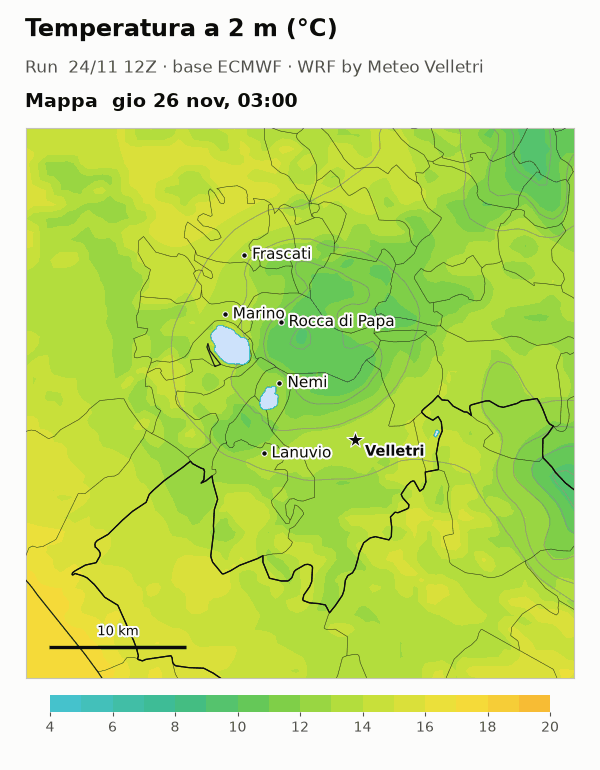 Temperatura a 2 m (°C)
Run  24/11 12Z · base ECMWF · WRF by Meteo Velletri
Mappa  gio 26 nov, 03:00
Frascati
Marino
Rocca di Papa
Nemi
Velletri
Lanuvio
10 km
4 6 8 10 12 14 16 18 20